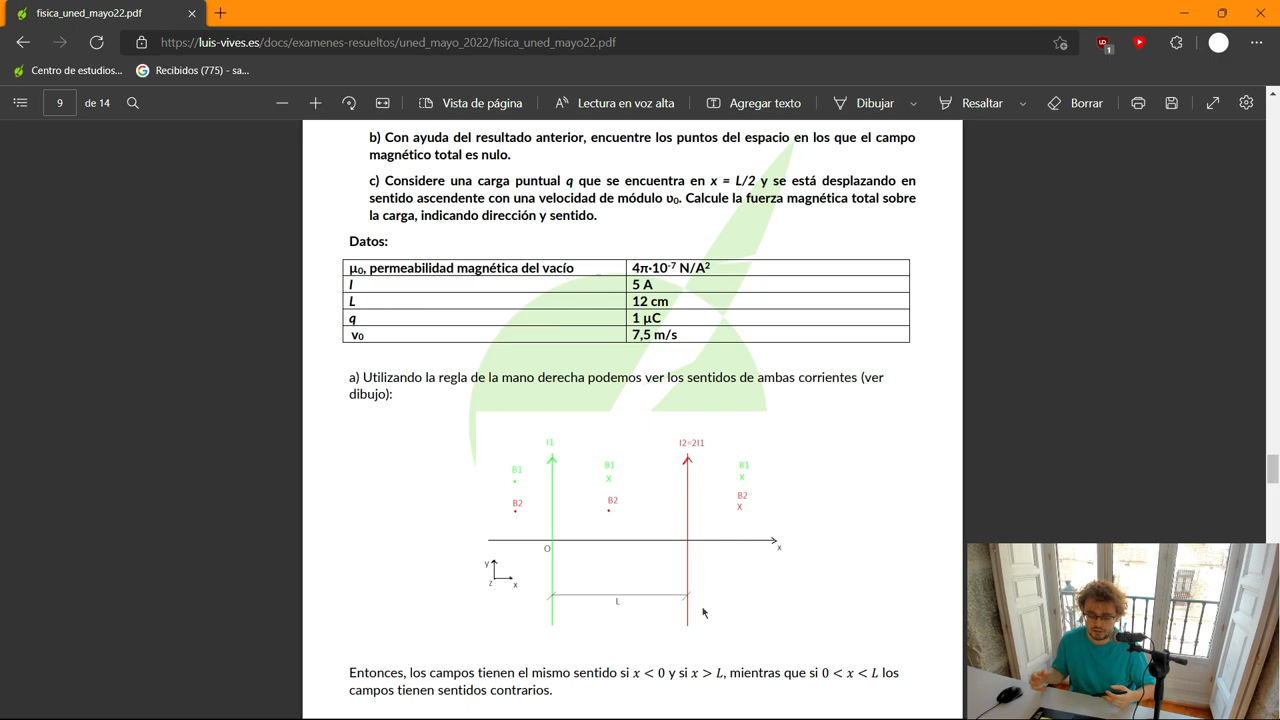 fisica_uned_mayo22.pdf
https://luis-vives.es/docs/examenes-resueltos/uned_mayo_2022/fisica_uned_mayo22.pdf
1
Centro de estudios...
Recibidos (775) - sa...
9
de 14
Vista de página
Lectura en voz alta
Agregar texto
Dibujar
Resaltar
Borrar
b) Con ayuda del resultado anterior, encuentre los puntos del espacio en los que el campo
magnético total es nulo.
c) Considere una carga puntual q que se encuentra en x = L/2 y se está desplazando en
sentido ascendente con una velocidad de módulo υ₀. Calcule la fuerza magnética total sobre
la carga, indicando dirección y sentido.
Datos:
μ₀, permeabilidad magnética del vacío 4π·10⁻⁷ N/A²
I 5 A
L 12 cm
q 1 μC
v₀ 7,5 m/s
a) Utilizando la regla de la mano derecha podemos ver los sentidos de ambas corrientes (ver
dibujo):
I1 I2=2I1
B1 B1 B1
X X
B2 B2 B2
X
O x
y
z x
L
Entonces, los campos tienen el mismo sentido si x < 0 y si x > L, mientras que si 0 < x < L los
campos tienen sentidos contrarios.